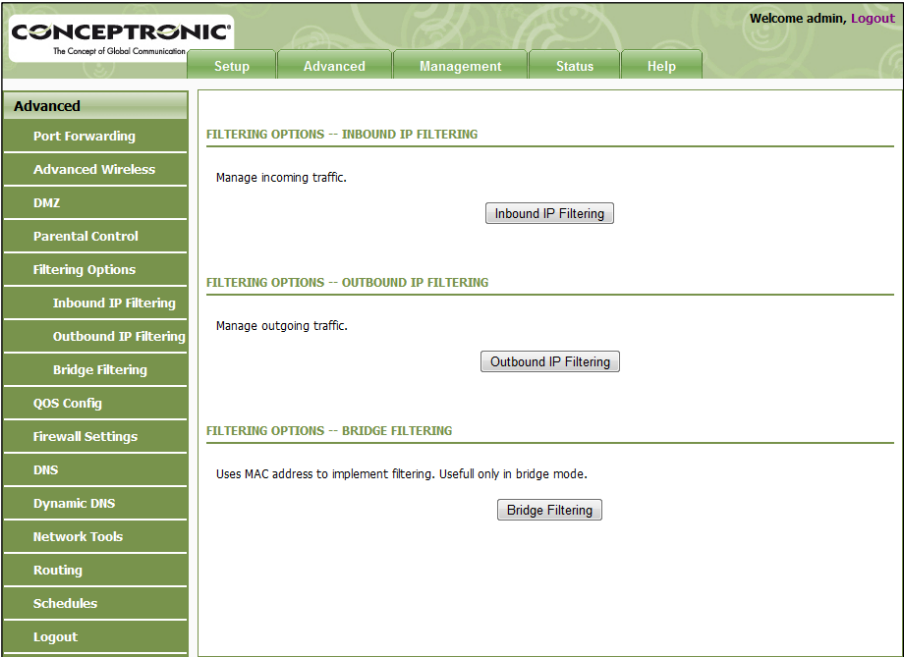 CONCEPTRONIC®
The Concept of Global Communication
Welcome admin, Logout
Setup Advanced Management Status Help
Advanced
Port Forwarding
Advanced Wireless
DMZ
Parental Control
Filtering Options
Inbound IP Filtering
Outbound IP Filtering
Bridge Filtering
QOS Config
Firewall Settings
DNS
Dynamic DNS
Network Tools
Routing
Schedules
Logout
FILTERING OPTIONS -- INBOUND IP FILTERING
Manage incoming traffic.
Inbound IP Filtering
FILTERING OPTIONS -- OUTBOUND IP FILTERING
Manage outgoing traffic.
Outbound IP Filtering
FILTERING OPTIONS -- BRIDGE FILTERING
Uses MAC address to implement filtering. Usefull only in bridge mode.
Bridge Filtering